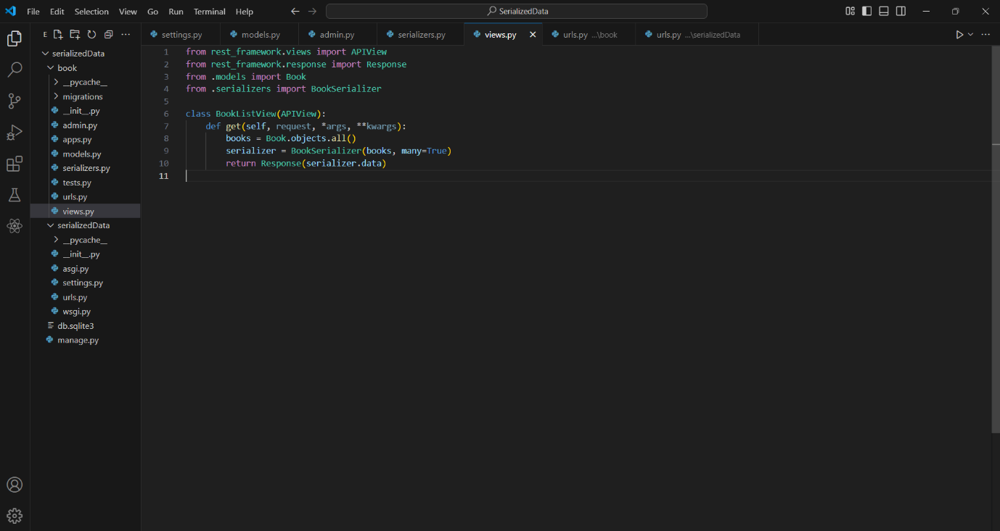 File Edit Selection View Go Run Terminal Help
SerializedData
E
settings.py
models.py
admin.py
serializers.py
views.py
urls.py ...\book
urls.py ...\serializedData
serializedData
book
__pycache__
migrations
__init__.py
admin.py
apps.py
models.py
serializers.py
tests.py
urls.py
views.py
serializedData
__pycache__
__init__.py
asgi.py
settings.py
urls.py
wsgi.py
db.sqlite3
manage.py
1 from rest_framework.views import APIView
2 from rest_framework.response import Response
3 from .models import Book
4 from .serializers import BookSerializer
5
6 class BookListView(APIView):
7     def get(self, request, *args, **kwargs):
8         books = Book.objects.all()
9         serializer = BookSerializer(books, many=True)
10         return Response(serializer.data)
11